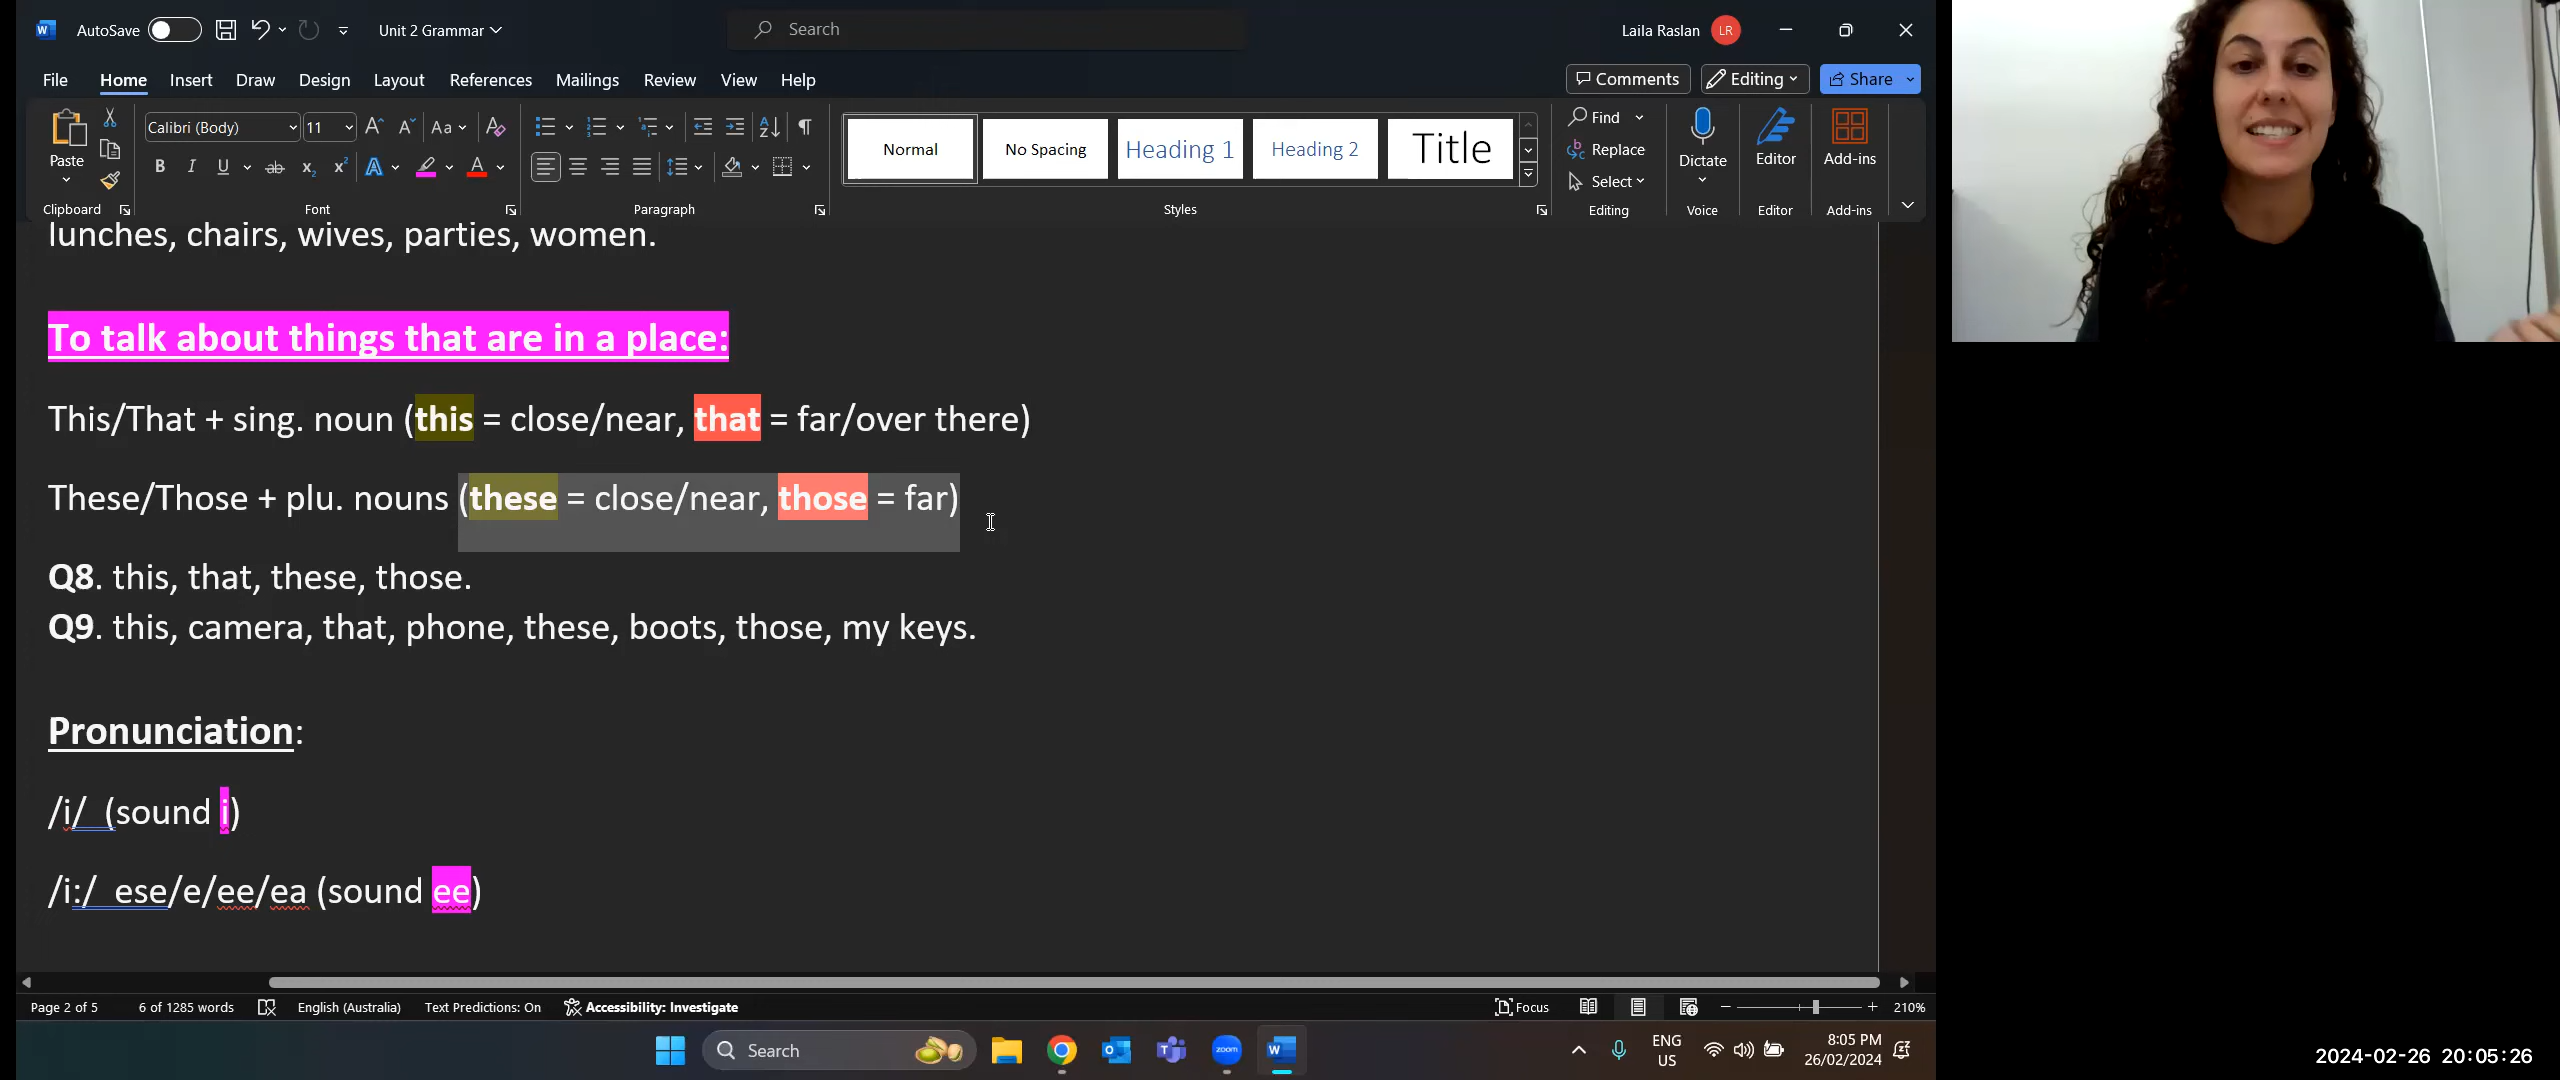 AutoSave
Unit 2 Grammar
Search
Laila Raslan
LR
File Home Insert Draw Design Layout References Mailings Review View Help
Comments
Editing
Share
Paste
Clipboard
Calibri (Body)
11
Font
Paragraph
Normal
No Spacing
Heading 1
Heading 2
Title
Styles
Find
Replace
Select
Editing
Dictate
Voice
Editor
Editor
Add-ins
Add-ins
lunches, chairs, wives, parties, women.
To talk about things that are in a place:
This/That + sing. noun (this = close/near, that = far/over there)
These/Those + plu. nouns (these = close/near, those = far)
Q8. this, that, these, those.
Q9. this, camera, that, phone, these, boots, those, my keys.
Pronunciation:
/i/ (sound i)
/i:/ ese/e/ee/ea (sound ee)
Page 2 of 5
6 of 1285 words
English (Australia)
Text Predictions: On
Accessibility: Investigate
Focus
210%
Search
zoom
ENG
US
8:05 PM
26/02/2024
2024-02-26 20:05:26